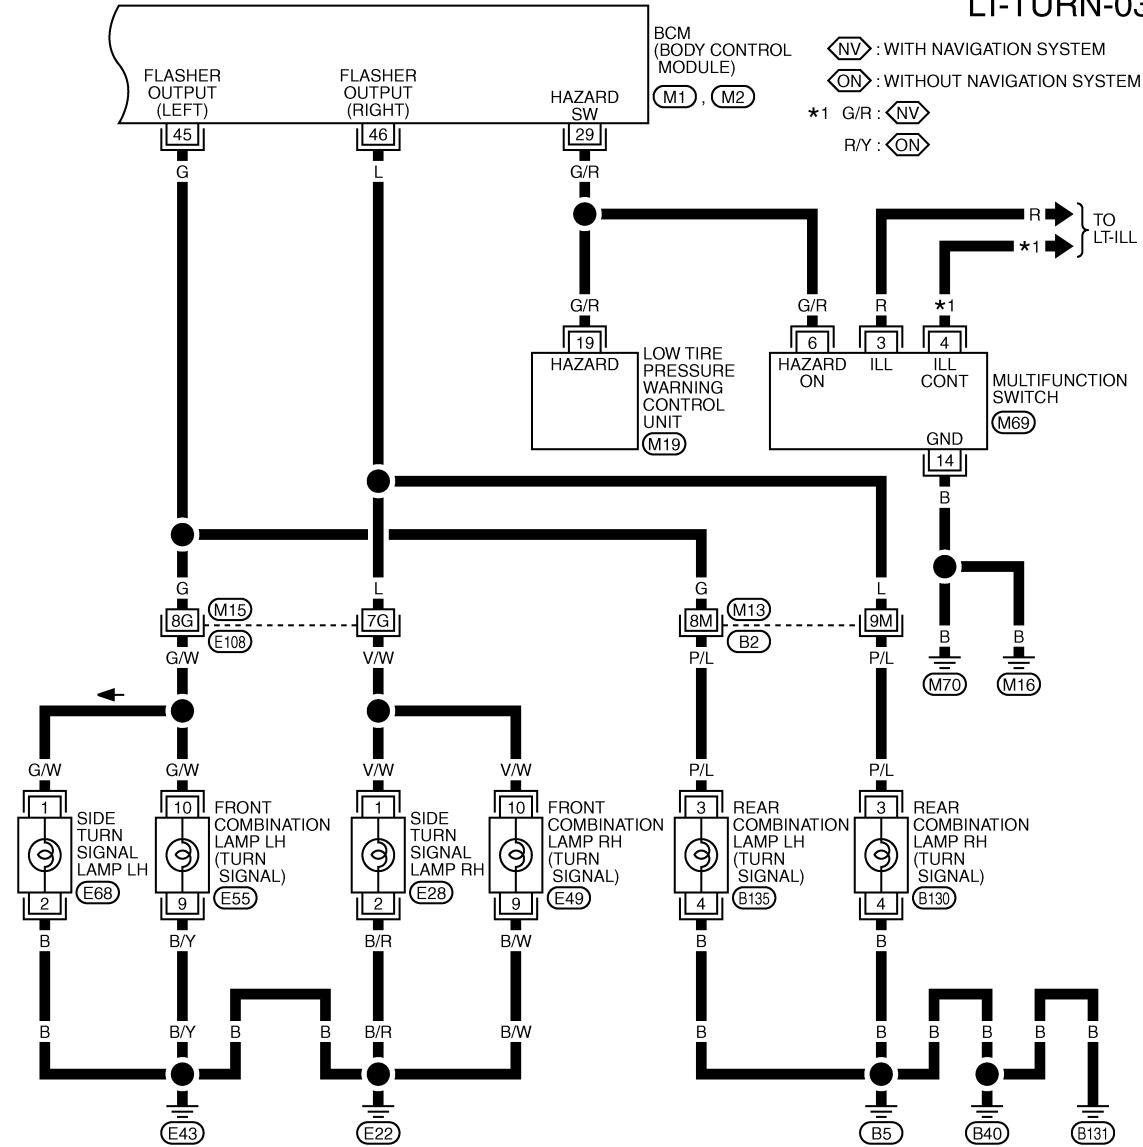 LT-TURN-03
BCM
(BODY CONTROL
MODULE)
M1 , M2
NV : WITH NAVIGATION SYSTEM
ON : WITHOUT NAVIGATION SYSTEM
*1 G/R : NV
R/Y : ON
FLASHER
OUTPUT
(LEFT)
FLASHER
OUTPUT
(RIGHT)
HAZARD
SW
45
46
29
G
L
G/R
R
TO
LT-ILL
*1
G/R
G/R
R
*1
19
6
3
4
HAZARD
LOW TIRE
PRESSURE
WARNING
CONTROL
UNIT
M19
HAZARD
ON
ILL
ILL
CONT
MULTIFUNCTION
SWITCH
M69
GND
14
B
G
L
G
L
8G
M15
E108
7G
8M
M13
B2
9M
B
B
M70
M16
G/W
V/W
P/L
P/L
G/W
G/W
V/W
V/W
P/L
P/L
1
10
1
10
3
3
SIDE
TURN
SIGNAL
LAMP LH
E68
FRONT
COMBINATION
LAMP LH
(TURN
SIGNAL)
E55
SIDE
TURN
SIGNAL
LAMP RH
E28
FRONT
COMBINATION
LAMP RH
(TURN
SIGNAL)
E49
REAR
COMBINATION
LAMP LH
(TURN
SIGNAL)
B135
REAR
COMBINATION
LAMP RH
(TURN
SIGNAL)
B130
2
9
2
9
4
4
B
B/Y
B/R
B/W
B
B
B
B/Y
B
B
B/R
B/W
B
B
B
B
B
B
E43
E22
B5
B40
B131